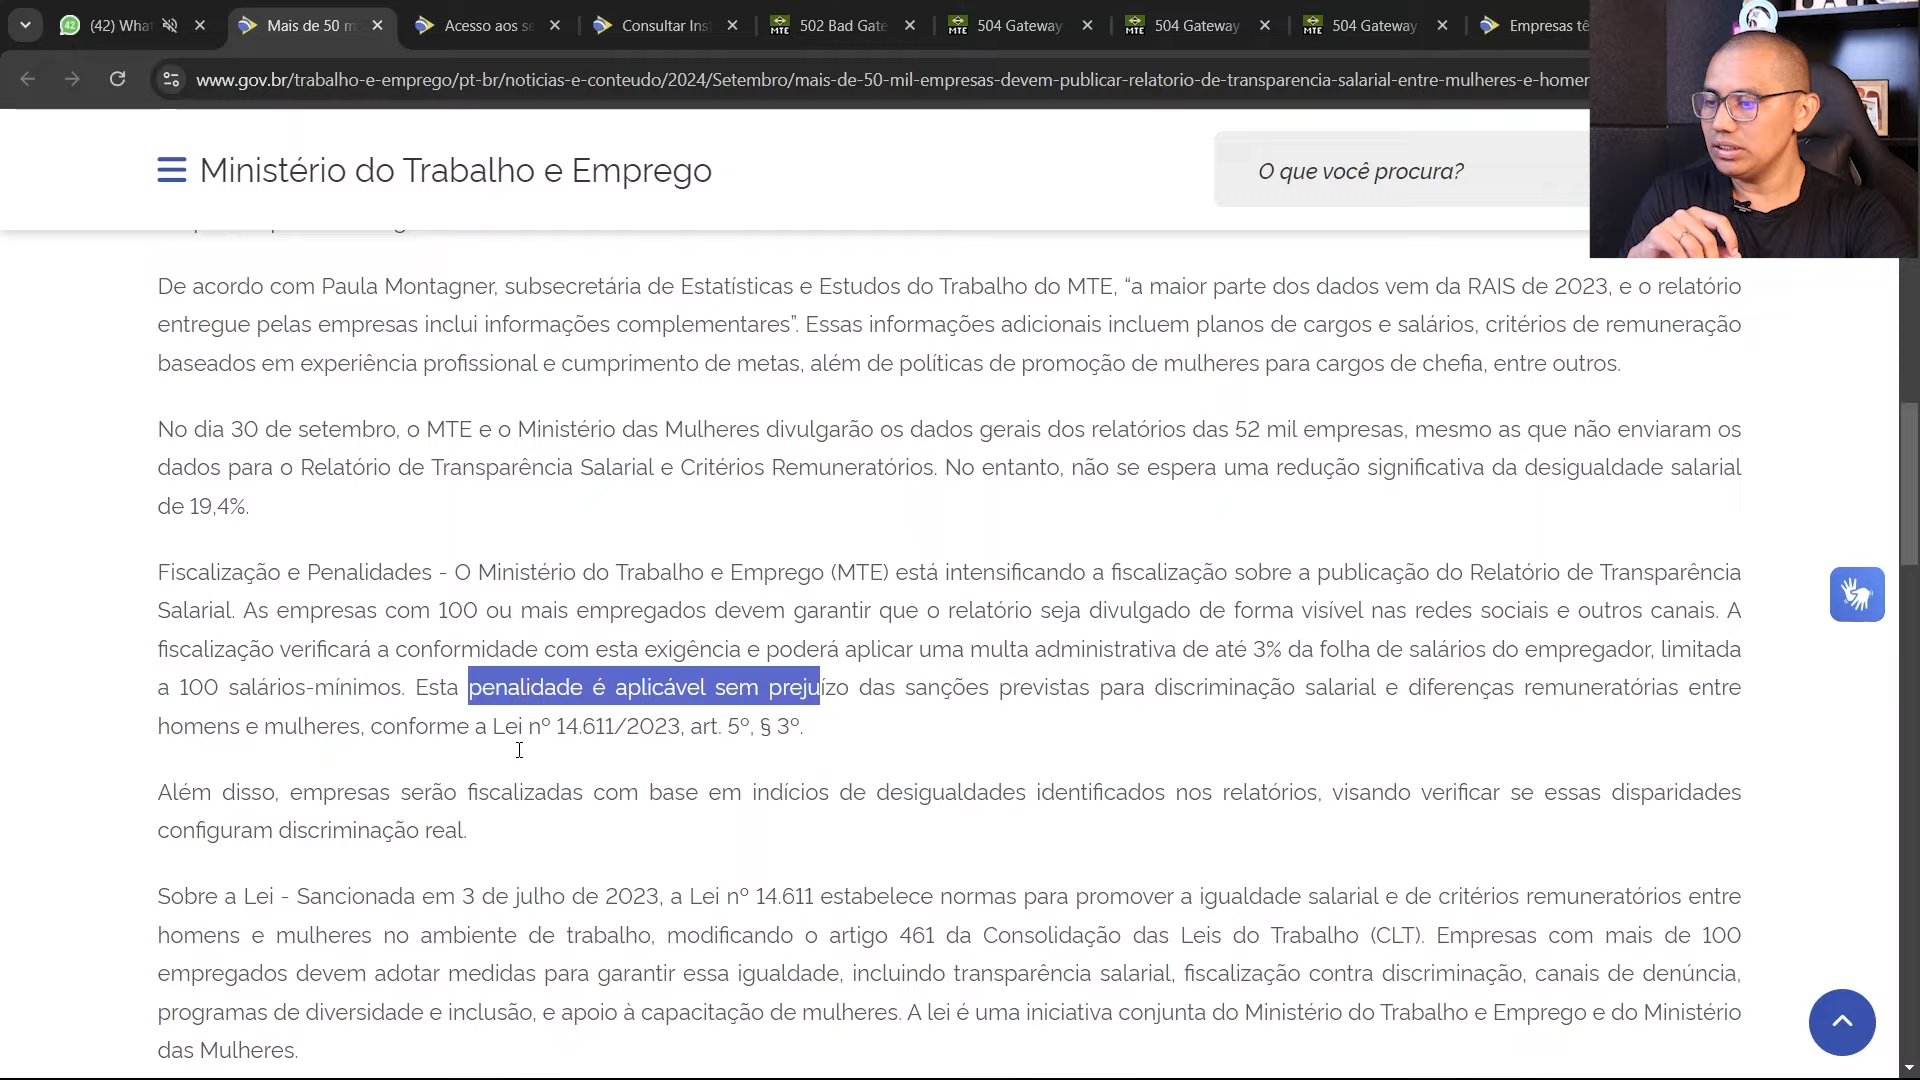 (42) What
Mais de 50 m
Acesso aos se
Consultar Ins
502 Bad Gate
504 Gateway
504 Gateway
504 Gateway
Empresas tê
www.gov.br/trabalho-e-emprego/pt-br/noticias-e-conteudo/2024/Setembro/mais-de-50-mil-empresas-devem-publicar-relatorio-de-transparencia-salarial-entre-mulheres-e-homer
Ministério do Trabalho e Emprego
O que você procura?
De acordo com Paula Montagner, subsecretária de Estatísticas e Estudos do Trabalho do MTE, “a maior parte dos dados vem da RAIS de 2023, e o relatório
entregue pelas empresas inclui informações complementares”. Essas informações adicionais incluem planos de cargos e salários, critérios de remuneração
baseados em experiência profissional e cumprimento de metas, além de políticas de promoção de mulheres para cargos de chefia, entre outros.
No dia 30 de setembro, o MTE e o Ministério das Mulheres divulgarão os dados gerais dos relatórios das 52 mil empresas, mesmo as que não enviaram os
dados para o Relatório de Transparência Salarial e Critérios Remuneratórios. No entanto, não se espera uma redução significativa da desigualdade salarial
de 19,4%.
Fiscalização e Penalidades - O Ministério do Trabalho e Emprego (MTE) está intensificando a fiscalização sobre a publicação do Relatório de Transparência
Salarial. As empresas com 100 ou mais empregados devem garantir que o relatório seja divulgado de forma visível nas redes sociais e outros canais. A
fiscalização verificará a conformidade com esta exigência e poderá aplicar uma multa administrativa de até 3% da folha de salários do empregador, limitada
a 100 salários-mínimos. Esta penalidade é aplicável sem prejuízo das sanções previstas para discriminação salarial e diferenças remuneratórias entre
homens e mulheres, conforme a Lei nº 14.611/2023, art. 5º, § 3º.
Além disso, empresas serão fiscalizadas com base em indícios de desigualdades identificados nos relatórios, visando verificar se essas disparidades
configuram discriminação real.
Sobre a Lei - Sancionada em 3 de julho de 2023, a Lei nº 14.611 estabelece normas para promover a igualdade salarial e de critérios remuneratórios entre
homens e mulheres no ambiente de trabalho, modificando o artigo 461 da Consolidação das Leis do Trabalho (CLT). Empresas com mais de 100
empregados devem adotar medidas para garantir essa igualdade, incluindo transparência salarial, fiscalização contra discriminação, canais de denúncia,
programas de diversidade e inclusão, e apoio à capacitação de mulheres. A lei é uma iniciativa conjunta do Ministério do Trabalho e Emprego e do Ministério
das Mulheres.